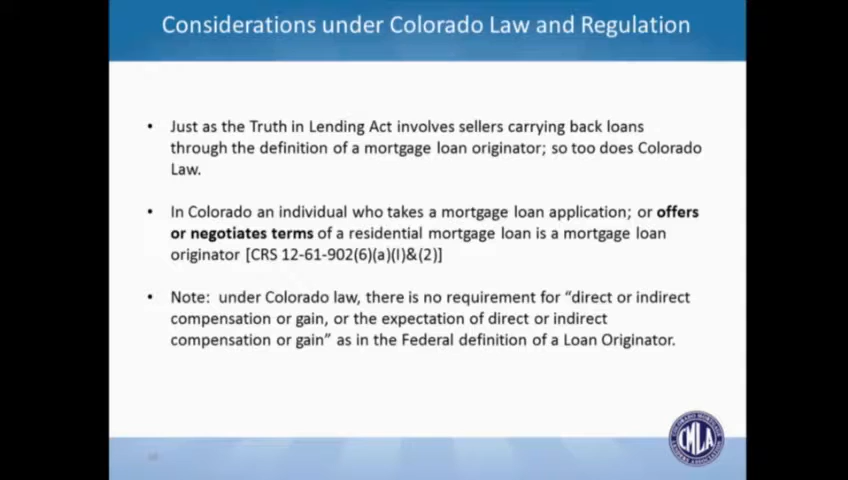 Considerations under Colorado Law and Regulation
• Just as the Truth in Lending Act involves sellers carrying back loans
through the definition of a mortgage loan originator; so too does Colorado
Law.
• In Colorado an individual who takes a mortgage loan application; or offers
or negotiates terms of a residential mortgage loan is a mortgage loan
originator [CRS 12-61-902(6)(a)(I)&(2)]
• Note:  under Colorado law, there is no requirement for “direct or indirect
compensation or gain, or the expectation of direct or indirect
compensation or gain” as in the Federal definition of a Loan Originator.
COLORADO MORTGAGE
CMLA
LENDERS ASSOCIATION